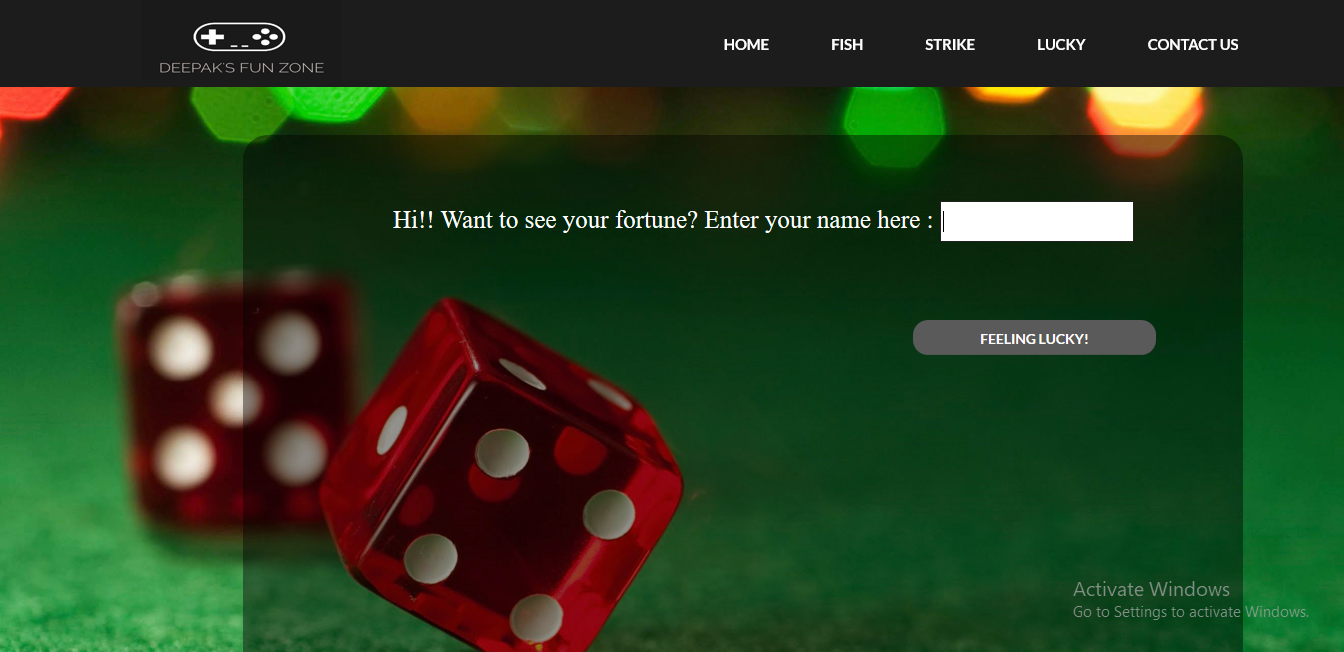 DEEPAK'S FUN ZONE
HOME FISH STRIKE LUCKY CONTACT US
Hi!! Want to see your fortune? Enter your name here :
FEELING LUCKY!
Activate Windows
Go to Settings to activate Windows.